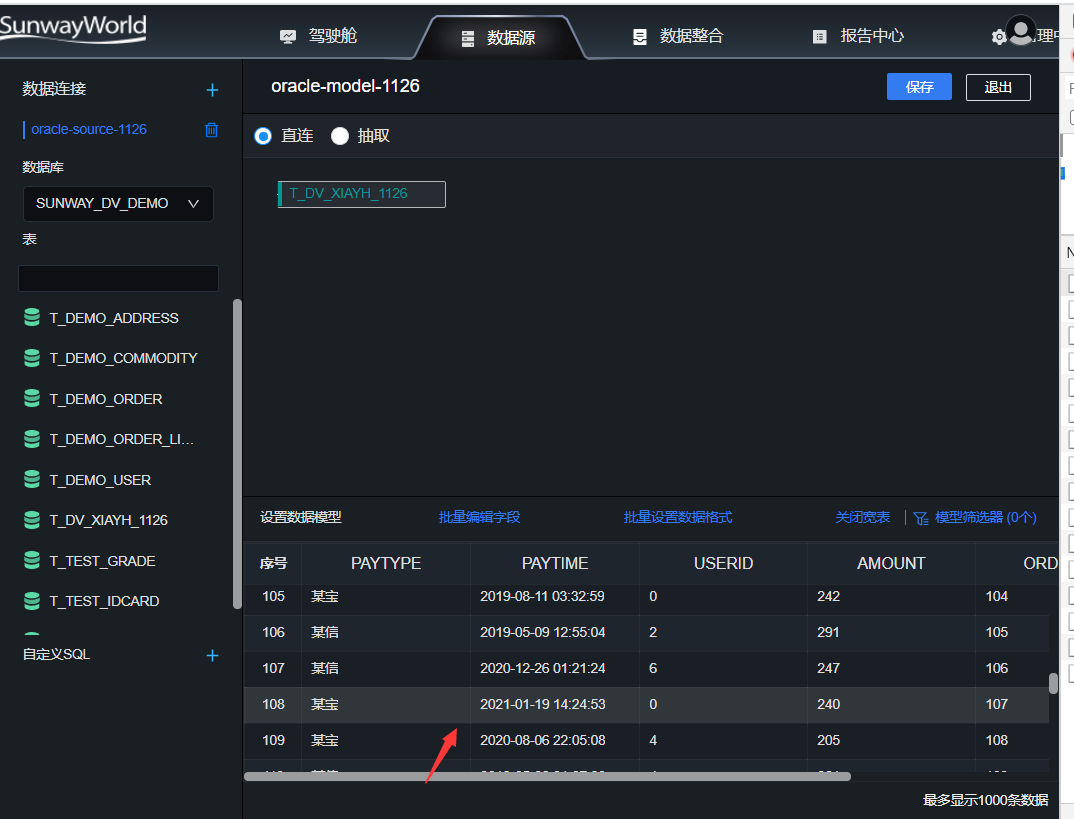 SunwayWorld
驾驶舱
数据源
数据整合
报告中心
数据连接
oracle-source-1126
数据库
SUNWAY_DV_DEMO
表
T_DEMO_ADDRESS
T_DEMO_COMMODITY
T_DEMO_ORDER
T_DEMO_ORDER_LI...
T_DEMO_USER
T_DV_XIAYH_1126
T_TEST_GRADE
T_TEST_IDCARD
自定义SQL
oracle-model-1126
保存
退出
直连
抽取
T_DV_XIAYH_1126
设置数据模型
批量编辑字段
批量设置数据格式
关闭宽表
模型筛选器 (0个)
序号 PAYTYPE PAYTIME USERID AMOUNT ORD
105 某宝 2019-08-11 03:32:59 0 242 104
106 某信 2019-05-09 12:55:04 2 291 105
107 某信 2020-12-26 01:21:24 6 247 106
108 某宝 2021-01-19 14:24:53 0 240 107
109 某宝 2020-08-06 22:05:08 4 205 108
最多显示1000条数据